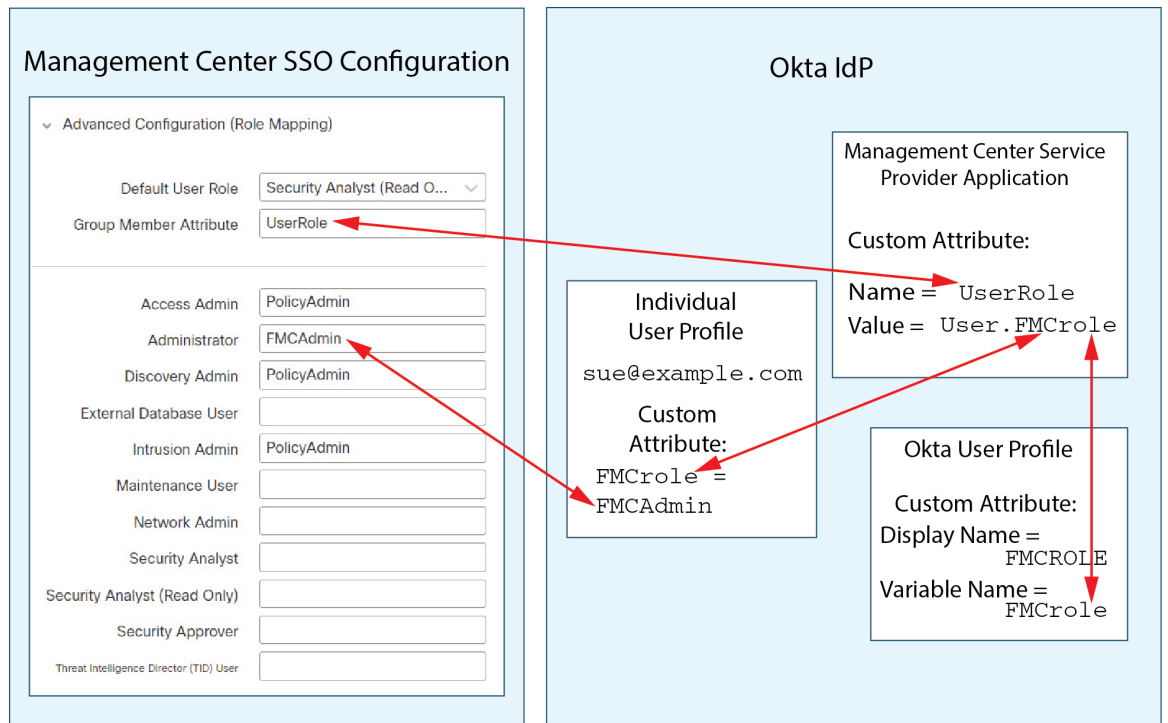 Management Center SSO Configuration
Advanced Configuration (Role Mapping)
Default User Role Security Analyst (Read O...
Group Member Attribute UserRole
Access Admin PolicyAdmin
Administrator FMCAdmin
Discovery Admin PolicyAdmin
External Database User
Intrusion Admin PolicyAdmin
Maintenance User
Network Admin
Security Analyst
Security Analyst (Read Only)
Security Approver
Threat Intelligence Director (TID) User
Okta IdP
Management Center Service
Provider Application
Custom Attribute:
Name = UserRole
Value = User.FMCrole
Individual
User Profile
sue@example.com
Custom
Attribute:
FMCrole =
FMCAdmin
Okta User Profile
Custom Attribute:
Display Name =
FMCROLE
Variable Name =
FMCrole